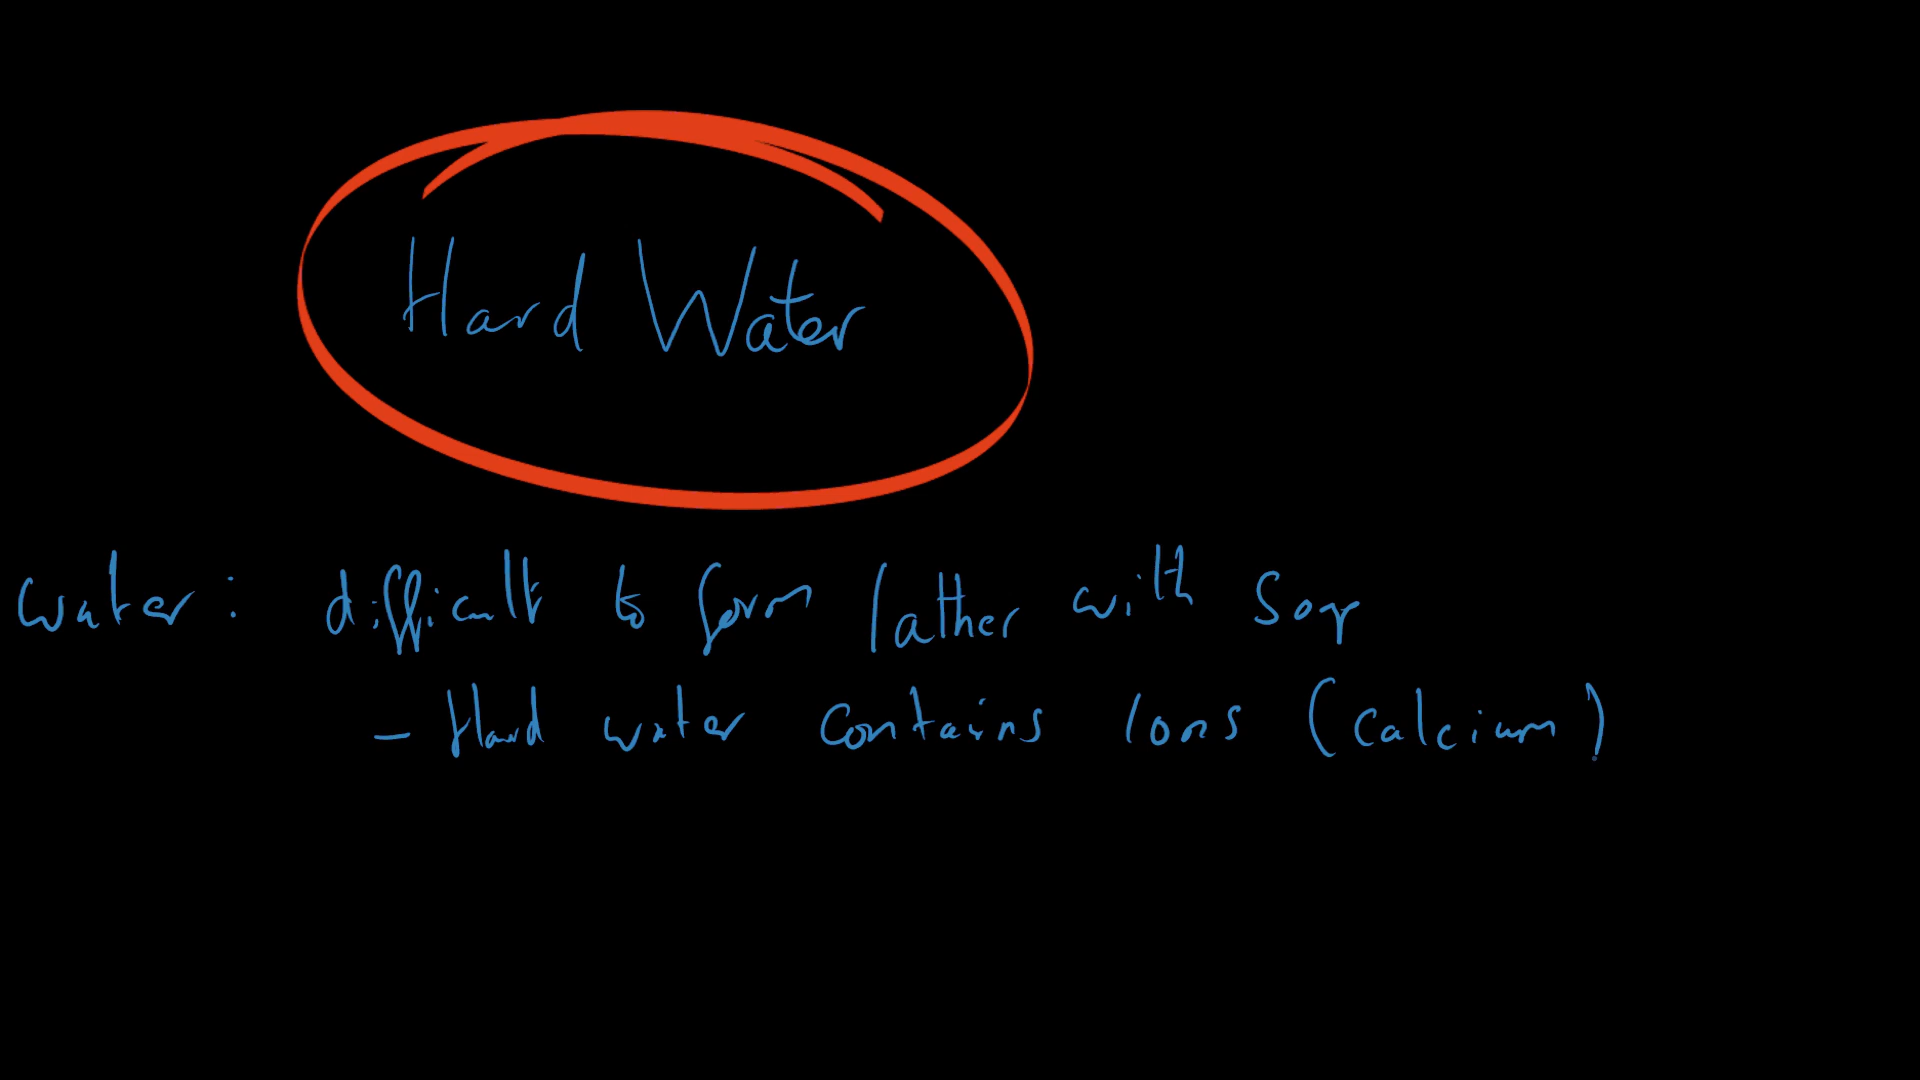 Hard Water
water: difficult to form lather with Soap
- Hard water contains Ions (Calcium)